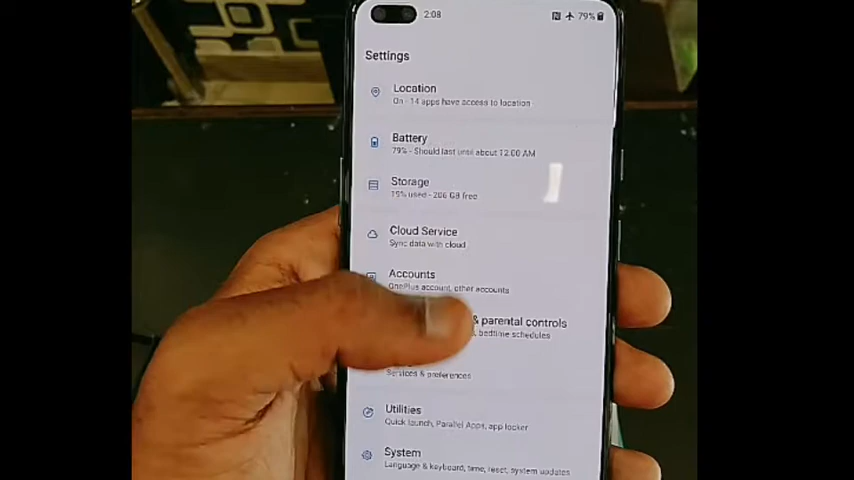 2:08 79%
Settings
Location
On - 14 apps have access to location
Battery
79% - Should last until about 12:00 AM
Storage
19% used - 206 GB free
Cloud Service
Sync data with cloud
Accounts
OnePlus account, other accounts
& parental controls
bedtime schedules
Services & preferences
Utilities
Quick launch, Parallel Apps, app locker
System
Language & keyboard, time, reset, system updates